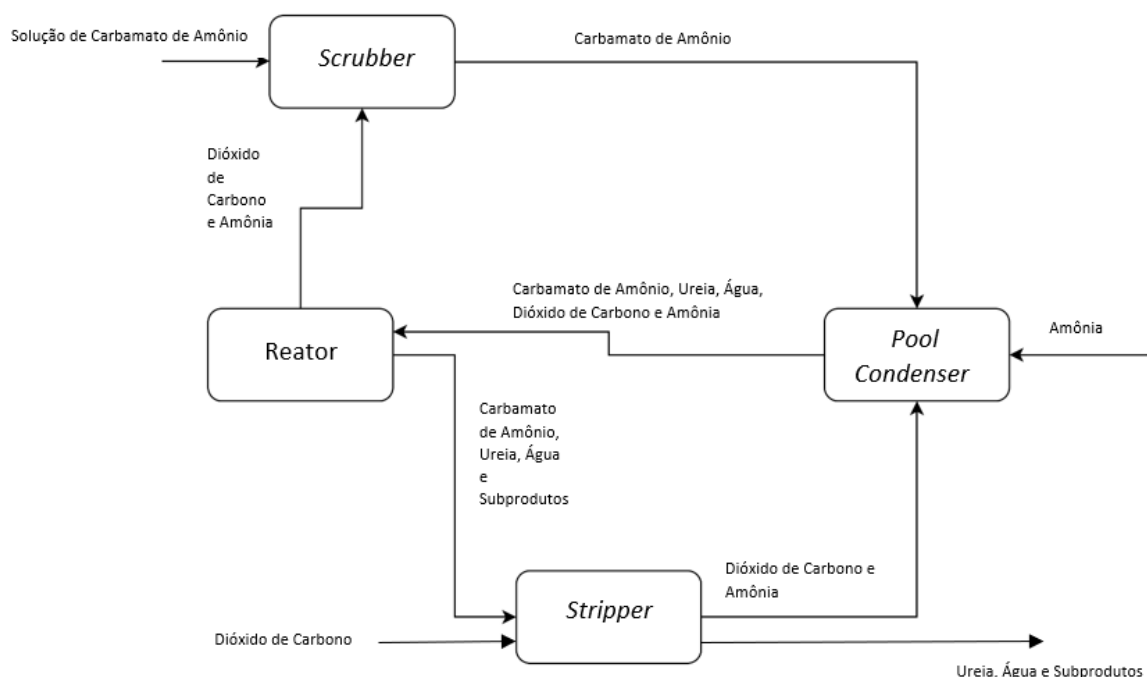 Solução de Carbamato de Amônio
Scrubber
Carbamato de Amônio
Dióxido
de
Carbono
e Amônia
Carbamato de Amônio, Ureia, Água,
Dióxido de Carbono e Amônia
Reator
Pool
Condenser
Amônia
Carbamato
de Amônio,
Ureia, Água
e
Subprodutos
Dióxido de Carbono e
Amônia
Stripper
Dióxido de Carbono
Ureia, Água e Subprodutos